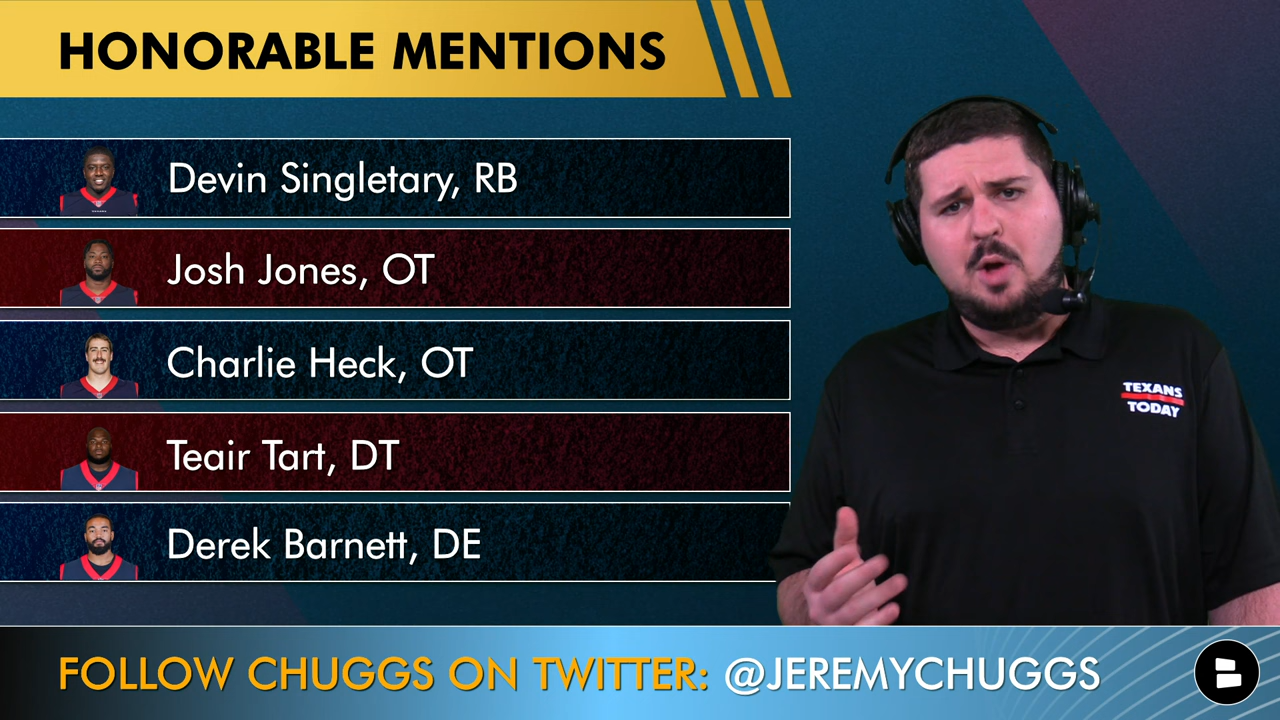 HONORABLE MENTIONS
Devin Singletary, RB
Josh Jones, OT
Charlie Heck, OT
Teair Tart, DT
Derek Barnett, DE
TEXANS
TODAY
FOLLOW CHUGGS ON TWITTER: @JEREMYCHUGGS